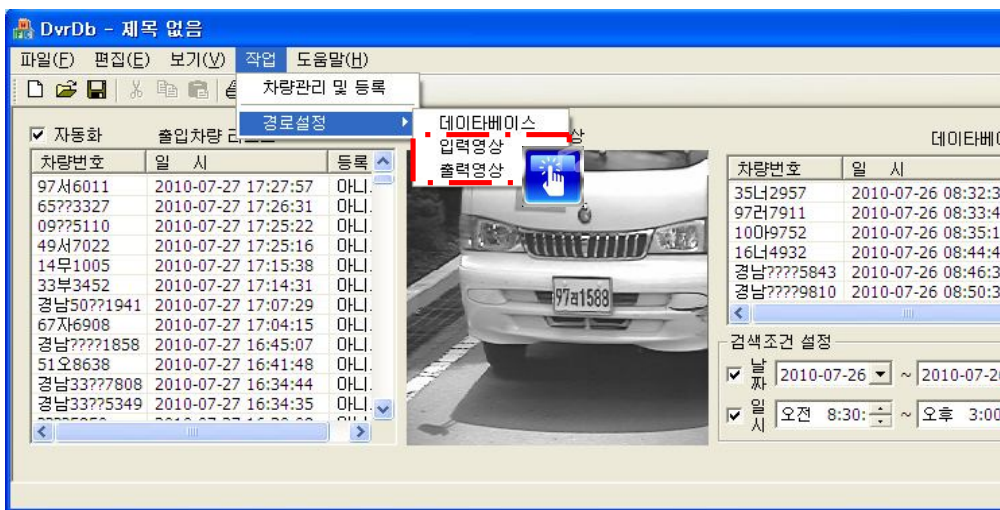 DvrDb - 제목 없음
파일(F) 편집(E) 보기(V) 작업 도움말(H)
차량관리 및 등록
경로설정
데이타베이스
입력영상
출력영상
자동화 출입차량
상
데이타베이
차량번호 일 시 등록
97서6011 2010-07-27 17:27:57 아니.
65??3327 2010-07-27 17:26:31 아니.
09??5110 2010-07-27 17:25:22 아니.
49서7022 2010-07-27 17:25:16 아니.
14무1005 2010-07-27 17:15:38 아니.
33부3452 2010-07-27 17:14:31 아니.
경남50??1941 2010-07-27 17:07:29 아니.
67자6908 2010-07-27 17:04:15 아니.
경남????1858 2010-07-27 16:45:07 아니.
51오8638 2010-07-27 16:41:48 아니.
경남33??7808 2010-07-27 16:34:44 아니.
경남33??5349 2010-07-27 16:34:35 아니.
97러1588
차량번호 일 시
35너2957 2010-07-26 08:32:3
97러7911 2010-07-26 08:33:4
10아9752 2010-07-26 08:35:1
16너4932 2010-07-26 08:44:4
경남????5843 2010-07-26 08:46:3
경남????9810 2010-07-26 08:50:3
검색조건 설정
날짜 2010-07-26 ~ 2010-07-2
일시 오전 8:30: ~ 오후 3:00